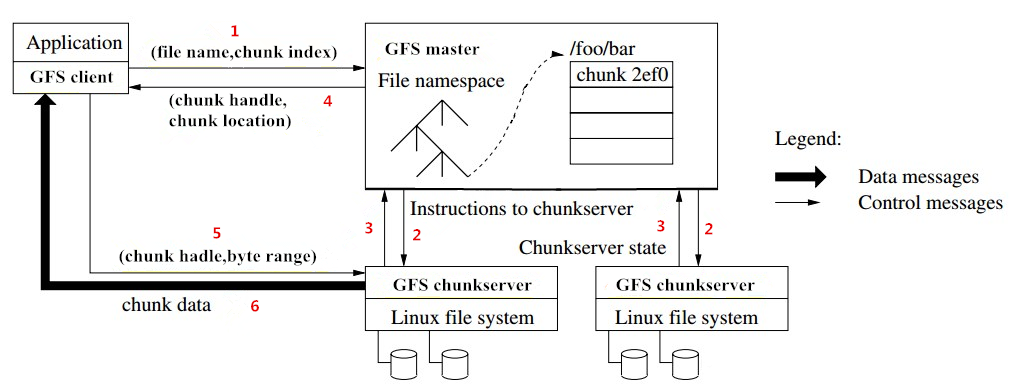 Application
GFS client
1
(file name,chunk index)
(chunk handle,
chunk location)
4
GFS master
File namespace
/foo/bar
chunk 2ef0
Legend:
Data messages
Control messages
3
2
Instructions to chunkserver
Chunkserver state
3
2
5
(chunk hadle,byte range)
chunk data
6
GFS chunkserver
Linux file system
GFS chunkserver
Linux file system